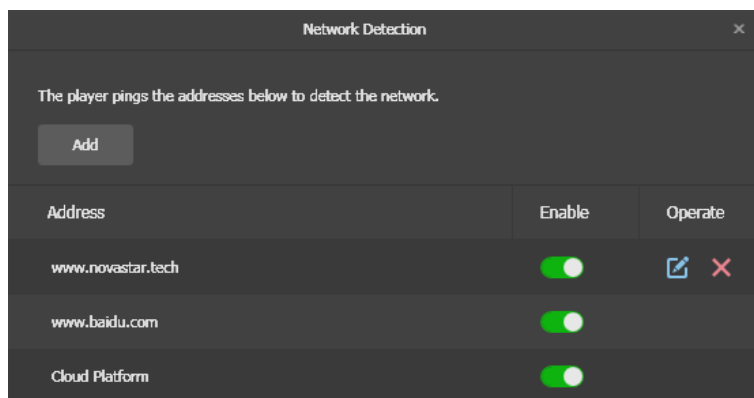 Network Detection
The player pings the addresses below to detect the network.
Add
Address Enable Operate
www.novastar.tech
www.baidu.com
Cloud Platform